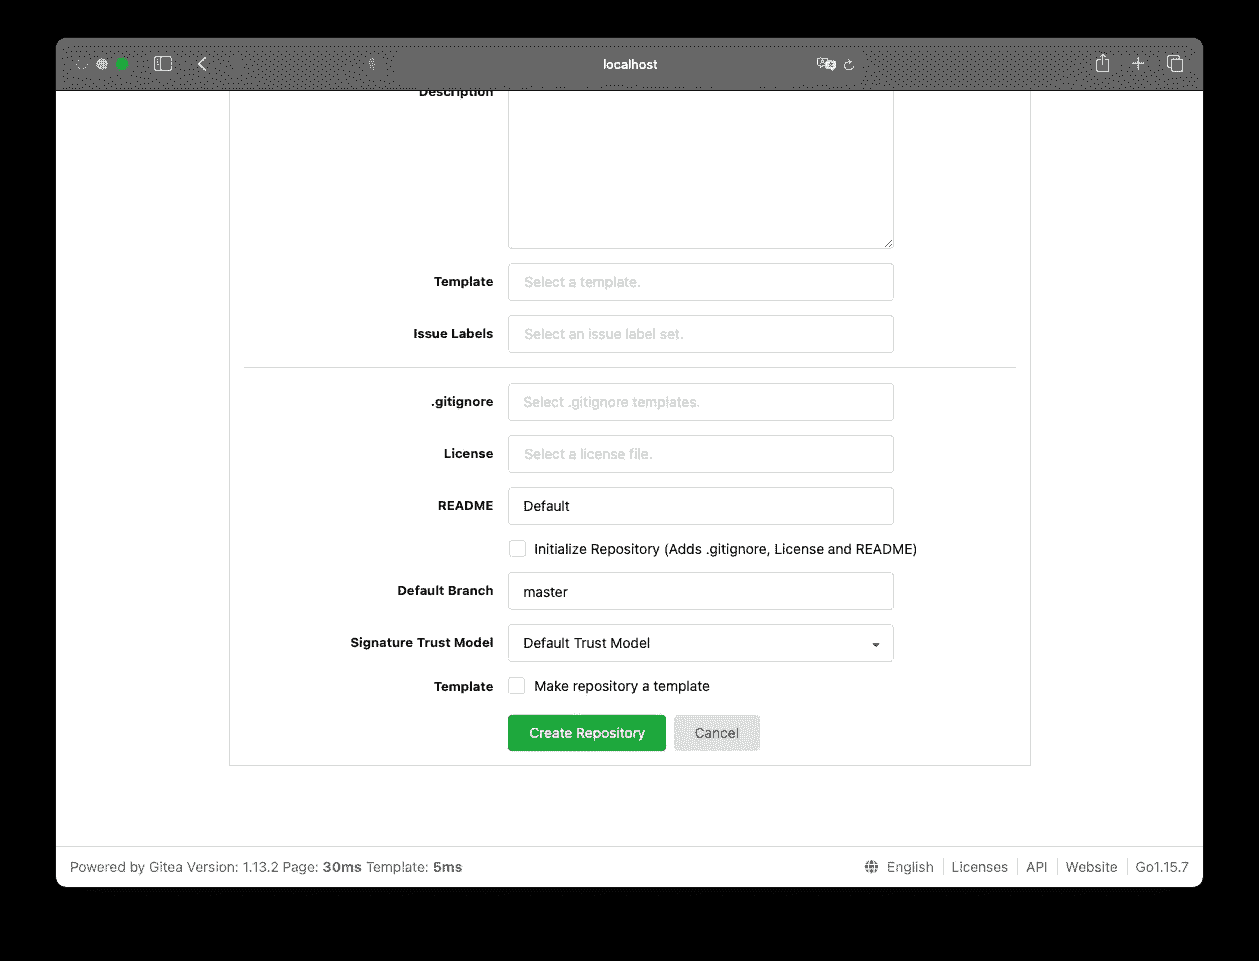 localhost
Description
Template Select a template.
Issue Labels Select an issue label set.
.gitignore Select .gitignore templates.
License Select a license file.
README Default
Initialize Repository (Adds .gitignore, License and README)
Default Branch master
Signature Trust Model Default Trust Model
Template Make repository a template
Create Repository Cancel
Powered by Gitea Version: 1.13.2 Page: 30ms Template: 5ms English Licenses API Website Go1.15.7